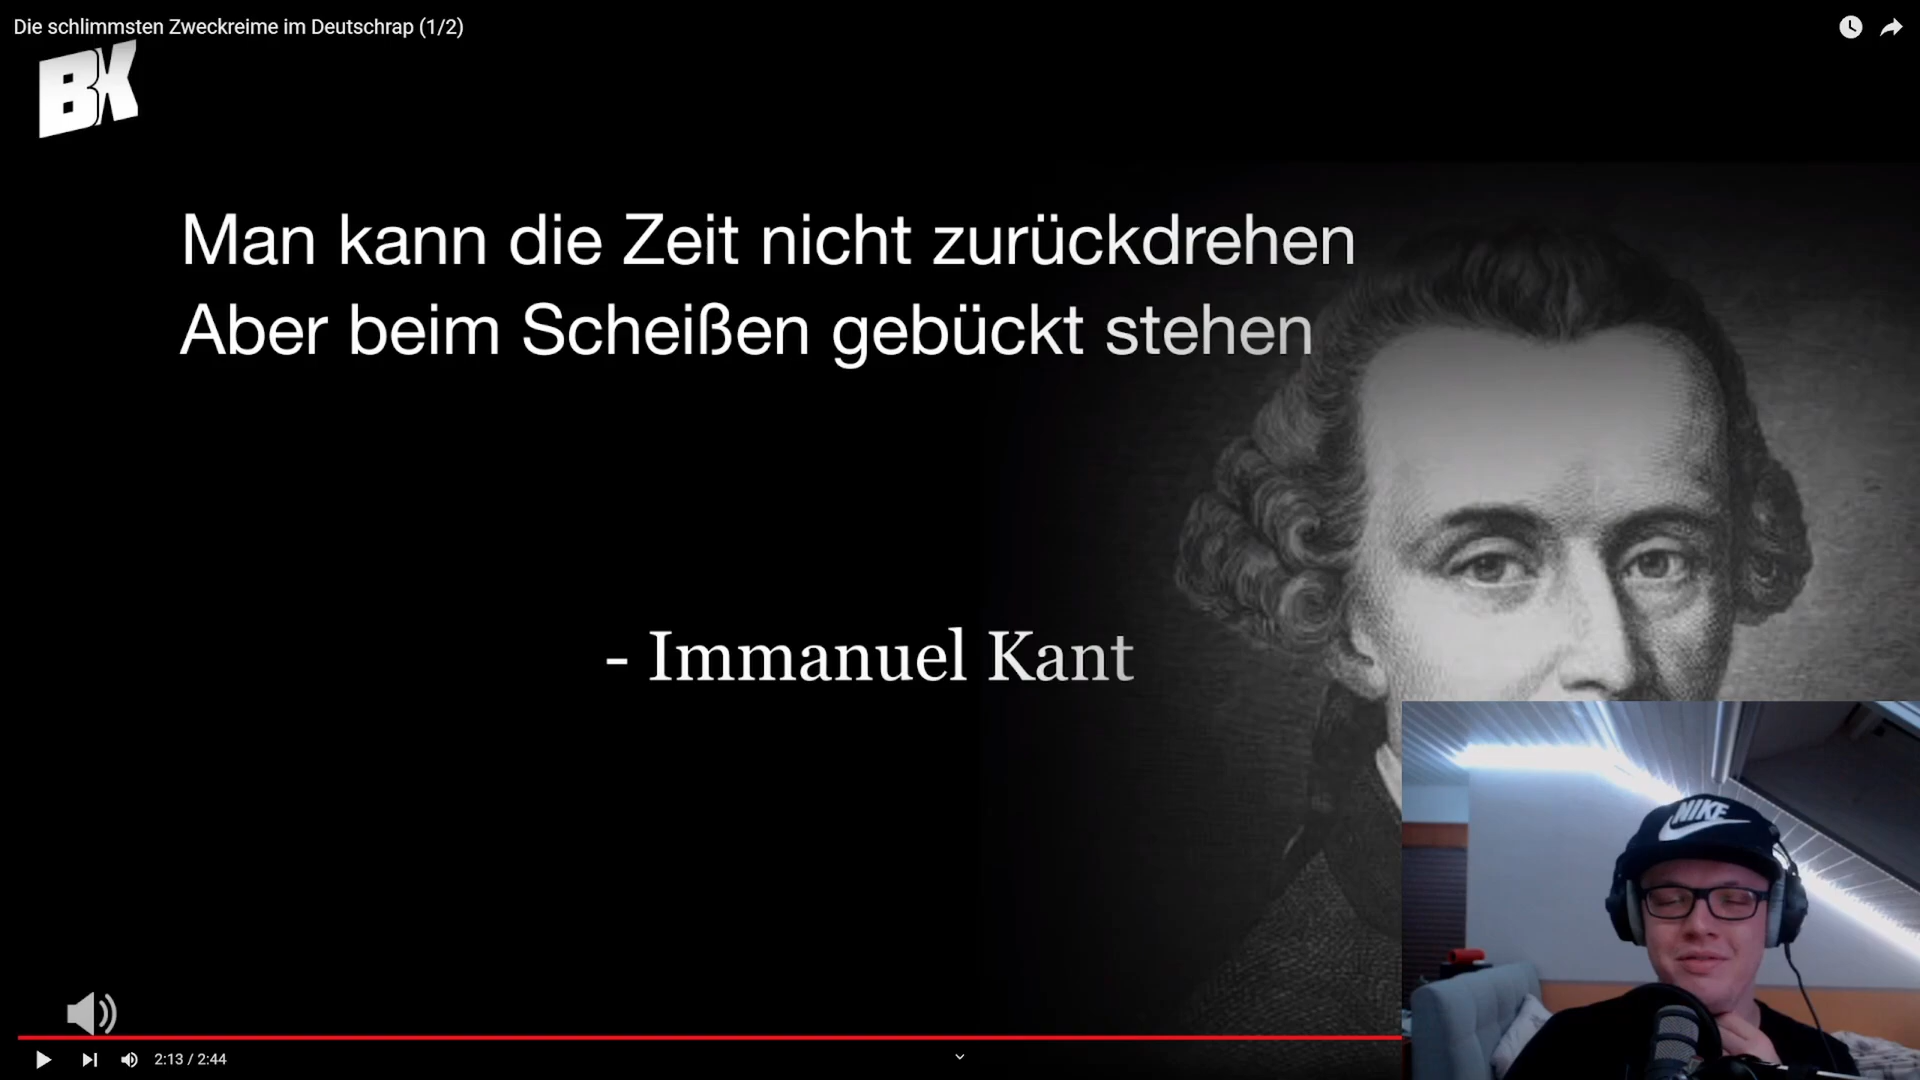 Die schlimmsten Zweckreime im Deutschrap (1/2)
BK
Man kann die Zeit nicht zurückdrehen
Aber beim Scheißen gebückt stehen
- Immanuel Kant
NIKE
2:13 / 2:44